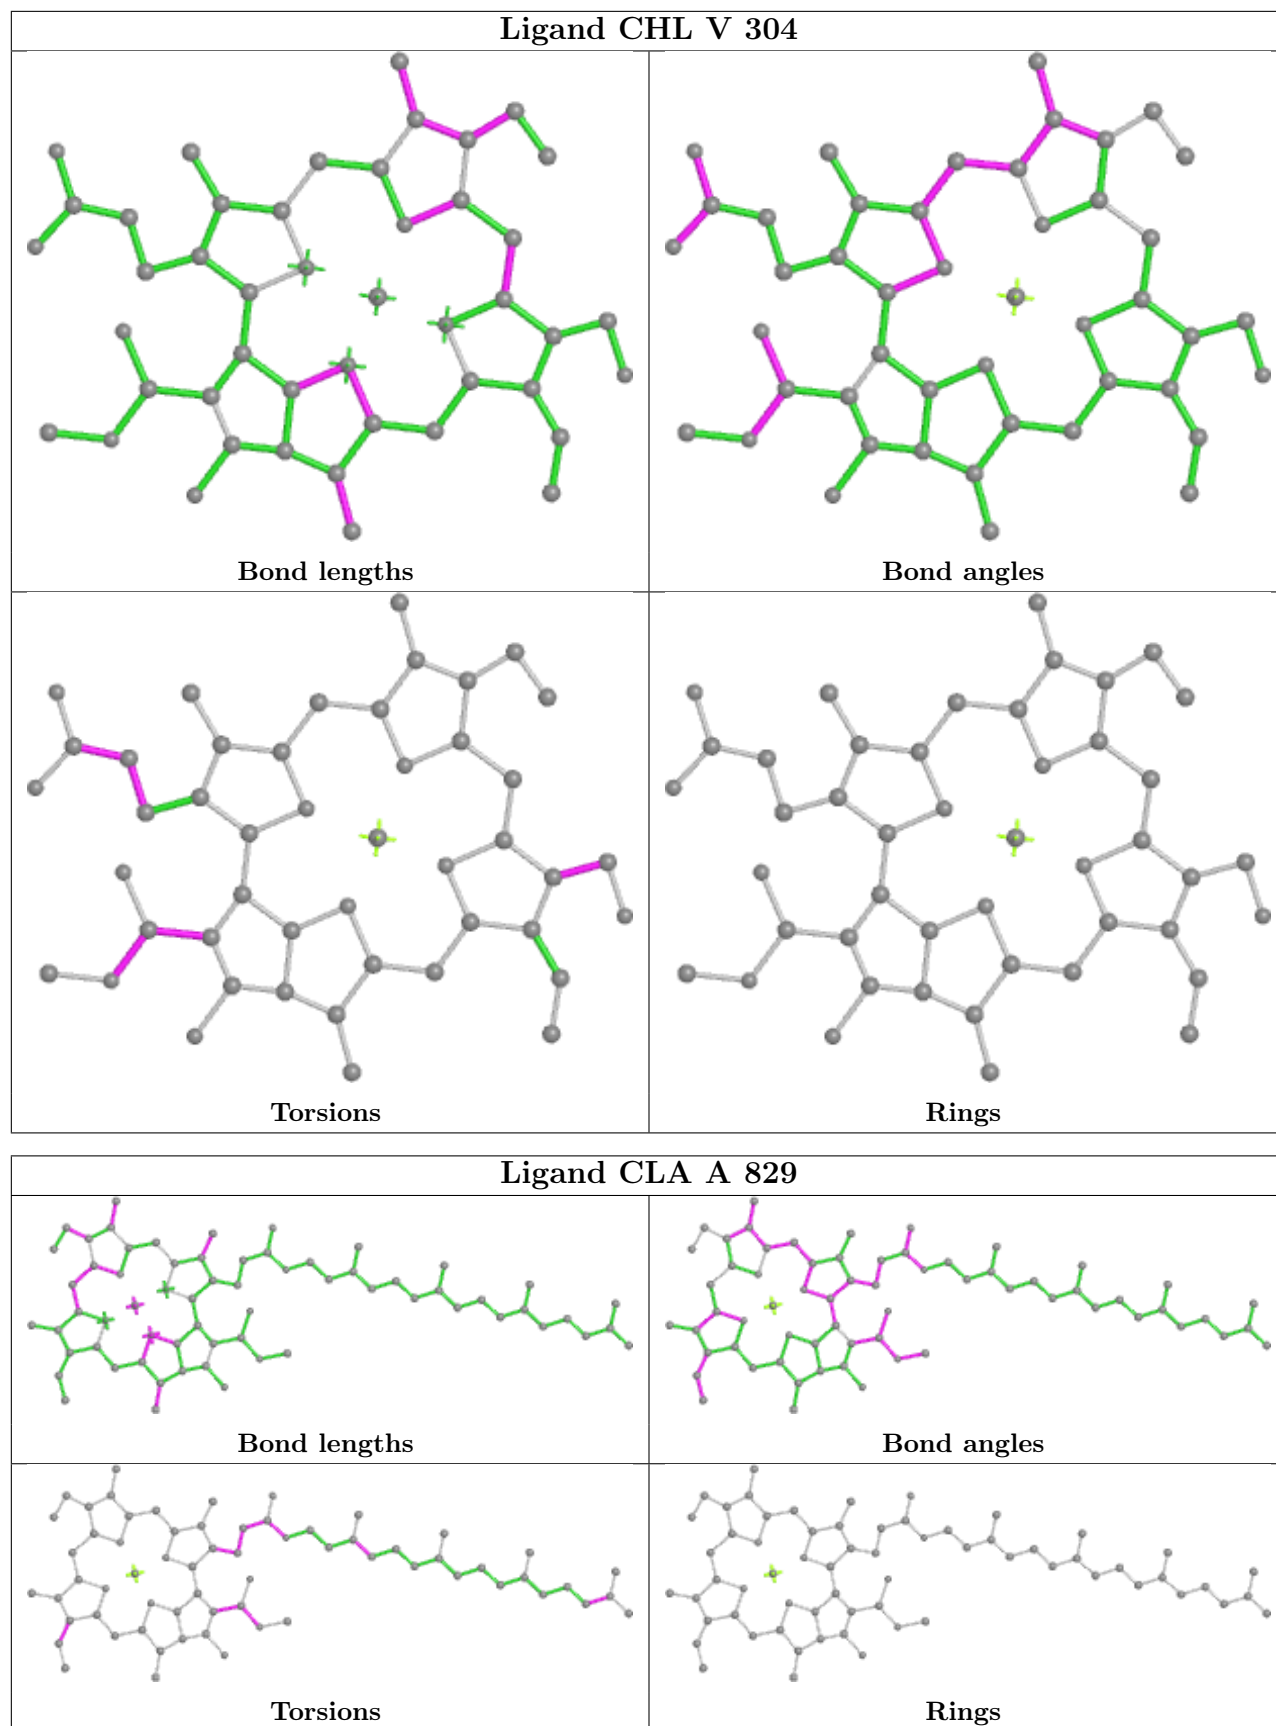 Ligand CHL V 304
Bond lengths
Bond angles
Torsions
Rings
Ligand CLA A 829
Bond lengths
Bond angles
Torsions
Rings